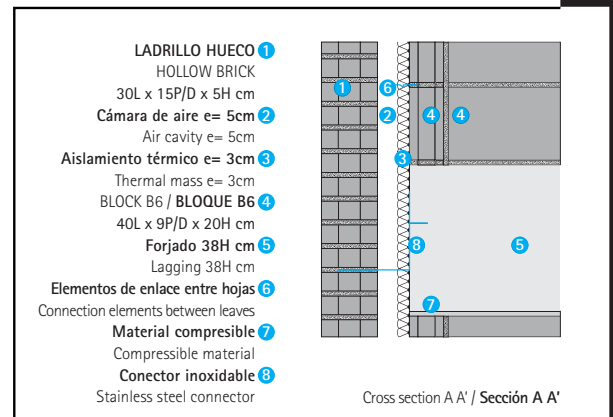 LADRILLO HUECO 1
HOLLOW BRICK
30L x 15P/D x 5H cm
Cámara de aire e= 5cm 2
Air cavity e= 5cm
Aislamiento térmico e= 3cm 3
Thermal mass e= 3cm
BLOCK B6 / BLOQUE B6 4
40L x 9P/D x 20H cm
Forjado 38H cm 5
Lagging 38H cm
Elementos de enlace entre hojas 6
Connection elements between leaves
Material compresible 7
Compressible material
Conector inoxidable 8
Stainless steel connector
1
6
2
4
4
3
8
5
7
Cross section A A' / Sección A A'